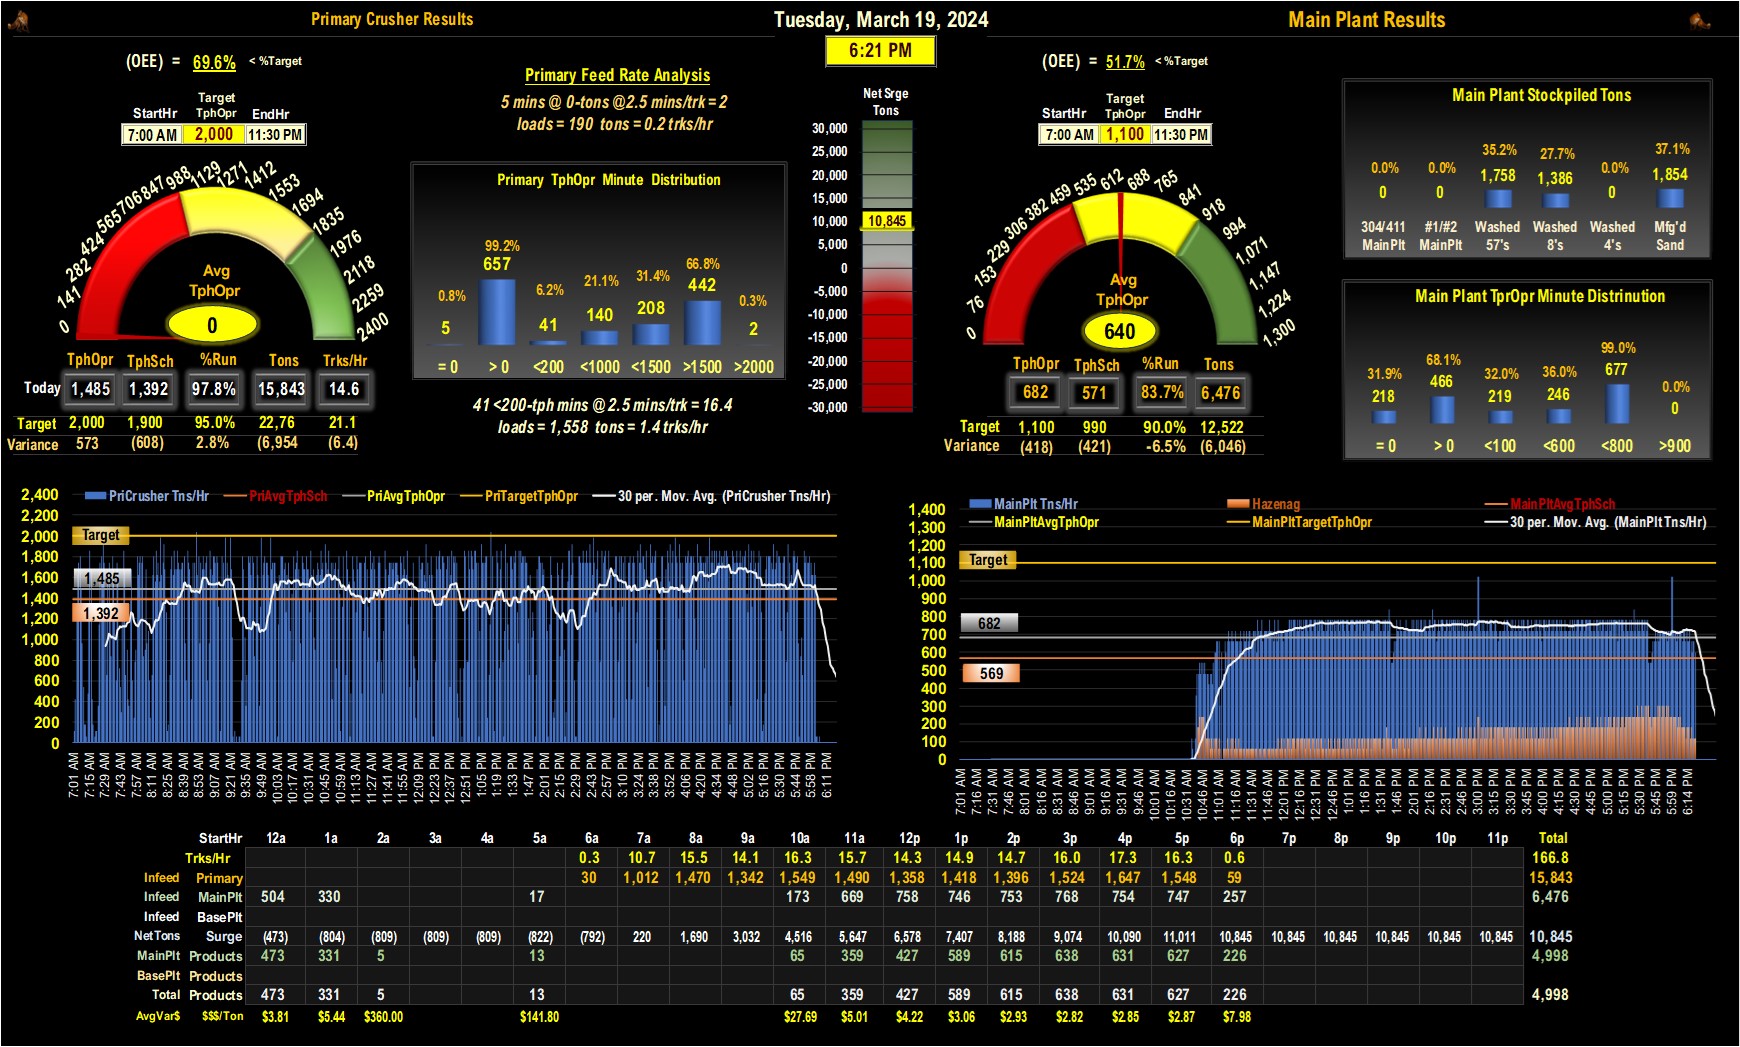 Primary Crusher Results
Tuesday, March 19, 2024
Main Plant Results
6:21 PM
(OEE) = 69.6% < %Target
Target
StartHr TphOpr EndHr
7:00 AM 2,000 11:30 PM
0 141 282 424 565 706 847 988 1129 1271 1412 1553 1694 1835 1976 2118 2259 2400
Avg
TphOpr
0
TphOpr TphSch %Run Tons Trks/Hr
Today 1,485 1,392 97.8% 15,843 14.6
Target 2,000 1,900 95.0% 22,76 21.1
Variance 573 (608) 2.8% (6,954 (6.4)
Primary Feed Rate Analysis
5 mins @ 0-tons @2.5 mins/trk = 2
loads = 190 tons = 0.2 trks/hr
Primary TphOpr Minute Distribution
0.8% 99.2% 6.2% 21.1% 31.4% 66.8% 0.3%
5 657 41 140 208 442 2
= 0 > 0 <200 <1000 <1500 >1500 >2000
41 <200-tph mins @ 2.5 mins/trk = 16.4
loads = 1,558 tons = 1.4 trks/hr
Net Srge
Tons
30,000
25,000
20,000
15,000
10,000
10,845
5,000
0
-5,000
-10,000
-15,000
-20,000
-25,000
-30,000
(OEE) = 51.7% < %Target
Target
StartHr TphOpr EndHr
7:00 AM 1,100 11:30 PM
0 76 153 229 306 382 459 535 612 688 765 841 918 994 1,071 1,147 1,224 1,300
Avg
TphOpr
640
TphOpr TphSch %Run Tons
682 571 83.7% 6,476
Target 1,100 990 90.0% 12,522
Variance (418) (421) -6.5% (6,046)
Main Plant Stockpiled Tons
0.0% 0.0% 35.2% 27.7% 0.0% 37.1%
0 0 1,758 1,386 0 1,854
304/411 #1/#2 Washed Washed Washed Mfg'd
MainPlt MainPlt 57's 8's 4's Sand
Main Plant TprOpr Minute Distrinution
31.9% 68.1% 32.0% 36.0% 99.0% 0.0%
218 466 219 246 677 0
= 0 > 0 <100 <600 <800 >900
PriCrusher Tns/Hr PriAvgTphSch PriAvgTphOpr PriTargetTphOpr 30 per. Mov. Avg. (PriCrusher Tns/Hr)
2,400
2,200
2,000
1,800
1,600
1,400
1,200
1,000
800
600
400
200
0
Target
1,485
1,392
7:01 AM 7:15 AM 7:29 AM 7:43 AM 7:57 AM 8:11 AM 8:25 AM 8:39 AM 8:53 AM 9:07 AM 9:21 AM 9:35 AM 9:49 AM 10:03 AM 10:17 AM 10:31 AM 10:45 AM 10:59 AM 11:13 AM 11:27 AM 11:41 AM 11:55 AM 12:09 PM 12:23 PM 12:37 PM 12:51 PM 1:05 PM 1:19 PM 1:33 PM 1:47 PM 2:01 PM 2:15 PM 2:29 PM 2:43 PM 2:57 PM 3:10 PM 3:24 PM 3:38 PM 3:52 PM 4:06 PM 4:20 PM 4:34 PM 4:48 PM 5:02 PM 5:16 PM 5:30 PM 5:44 PM 5:58 PM 6:11 PM
MainPlt Tns/Hr Hazenag MainPltAvgTphSch
MainPltAvgTphOpr MainPltTargetTphOpr 30 per. Mov. Avg. (MainPlt Tns/Hr)
1,400
1,300
1,200
1,100
1,000
900
800
700
600
500
400
300
200
100
0
Target
682
569
7:01 AM 7:16 AM 7:31 AM 7:46 AM 8:01 AM 8:16 AM 8:31 AM 8:46 AM 9:01 AM 9:16 AM 9:31 AM 9:46 AM 10:01 AM 10:16 AM 10:31 AM 10:46 AM 11:01 AM 11:16 AM 11:31 AM 11:46 AM 12:01 PM 12:16 PM 12:31 PM 12:46 PM 1:01 PM 1:16 PM 1:31 PM 1:46 PM 2:01 PM 2:16 PM 2:31 PM 2:46 PM 3:00 PM 3:15 PM 3:30 PM 3:45 PM 4:00 PM 4:15 PM 4:30 PM 4:45 PM 5:00 PM 5:15 PM 5:30 PM 5:45 PM 5:59 PM 6:14 PM
StartHr 12a 1a 2a 3a 4a 5a 6a 7a 8a 9a 10a 11a 12p 1p 2p 3p 4p 5p 6p 7p 8p 9p 10p 11p Total
Trks/Hr 0.3 10.7 15.5 14.1 16.3 15.7 14.3 14.9 14.7 16.0 17.3 16.3 0.6 166.8
Infeed Primary 30 1,012 1,470 1,342 1,549 1,490 1,358 1,418 1,396 1,524 1,647 1,548 59 15,843
Infeed MainPlt 504 330 17 173 669 758 746 753 768 754 747 257 6,476
Infeed BasePlt
NetTons Surge (473) (804) (809) (809) (809) (822) (792) 220 1,690 3,032 4,516 5,647 6,578 7,407 8,188 9,074 10,090 11,011 10,845 10,845 10,845 10,845 10,845 10,845 10,845
MainPlt Products 473 331 5 13 65 359 427 589 615 638 631 627 226 4,998
BasePlt Products
Total Products 473 331 5 13 65 359 427 589 615 638 631 627 226 4,998
AvgVar$ $$$/Ton $3.81 $5.44 $360.00 $141.80 $27.69 $5.01 $4.22 $3.06 $2.93 $2.82 $2.85 $2.87 $7.98